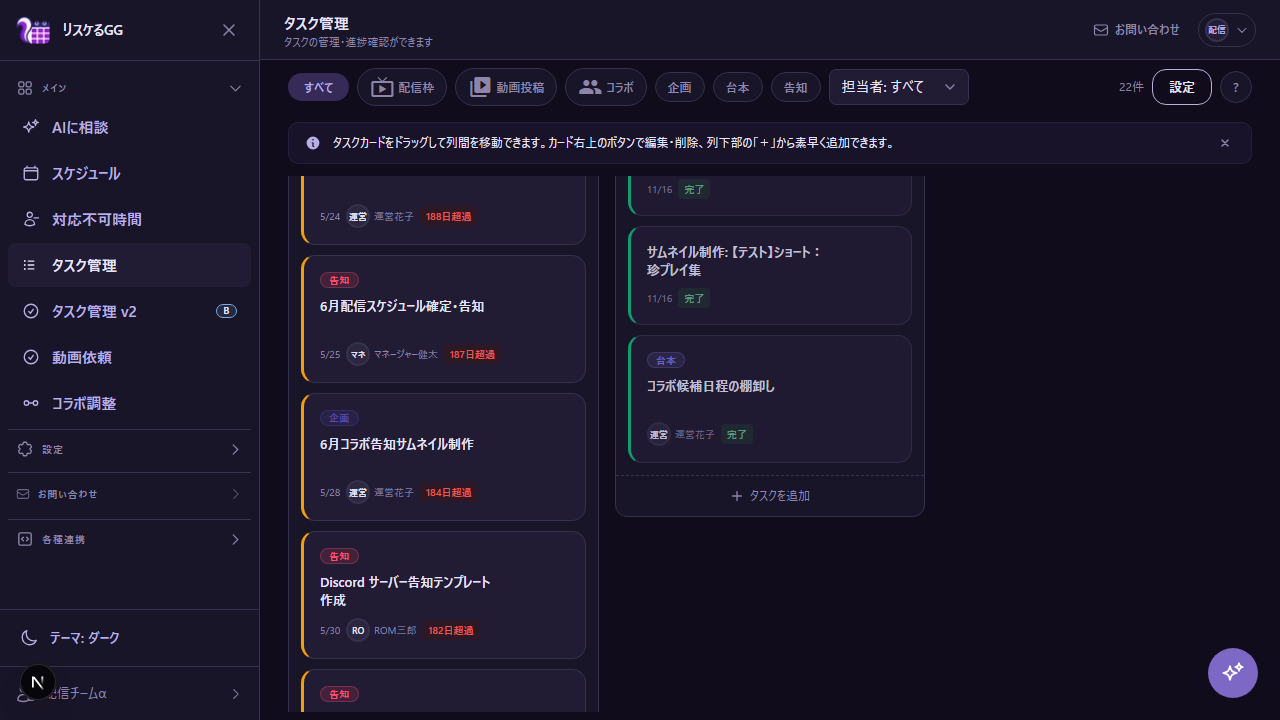 リスケるGG
メイン
AIに相談
スケジュール
対応不可時間
タスク管理
タスク管理 v2
β
動画依頼
コラボ調整
設定
お問い合わせ
各種連携
テーマ: ダーク
N
配信チームα
タスク管理
タスクの管理・進捗確認ができます
お問い合わせ
配信
すべて
配信枠
動画投稿
コラボ
企画
台本
告知
担当者: すべて
22件
設定
?
タスクカードをドラッグして列間を移動できます。カード右上のボタンで編集・削除、列下部の「＋」から素早く追加できます。
5/24 運営 運営花子 188日超過
告知
6月配信スケジュール確定・告知
5/25 マネ マネージャー健太 187日超過
企画
6月コラボ告知サムネイル制作
5/28 運営 運営花子 184日超過
告知
Discord サーバー告知テンプレート
作成
5/30 RO ROM三郎 182日超過
告知
11/16 完了
サムネイル制作: 【テスト】ショート：
珍プレイ集
11/16 完了
台本
コラボ候補日程の棚卸し
運営 運営花子 完了
＋ タスクを追加